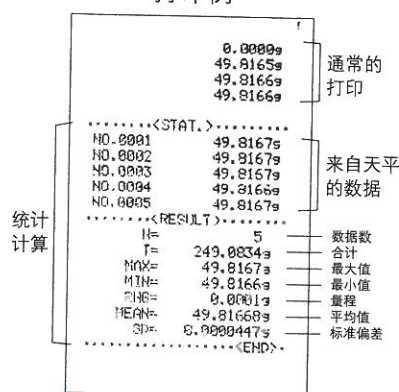 打印例
0.0000g
49.8165g
49.8166g
49.8166g
通常的
打印
<STAT.>
NO.0001 49.8167g
NO.0002 49.8167g
NO.0003 49.8167g
NO.0004 49.8166g
NO.0005 49.8167g
来自天平
的数据
统计
计算
<RESULT>
N= 5 数据数
T= 249.0834g 合计
MAX= 49.8167g 最大值
MIN= 49.8166g 最小值
RNG= 0.0001g 量程
MEAN= 49.81668g 平均值
SD= 0.0000447g 标准偏差
<END>